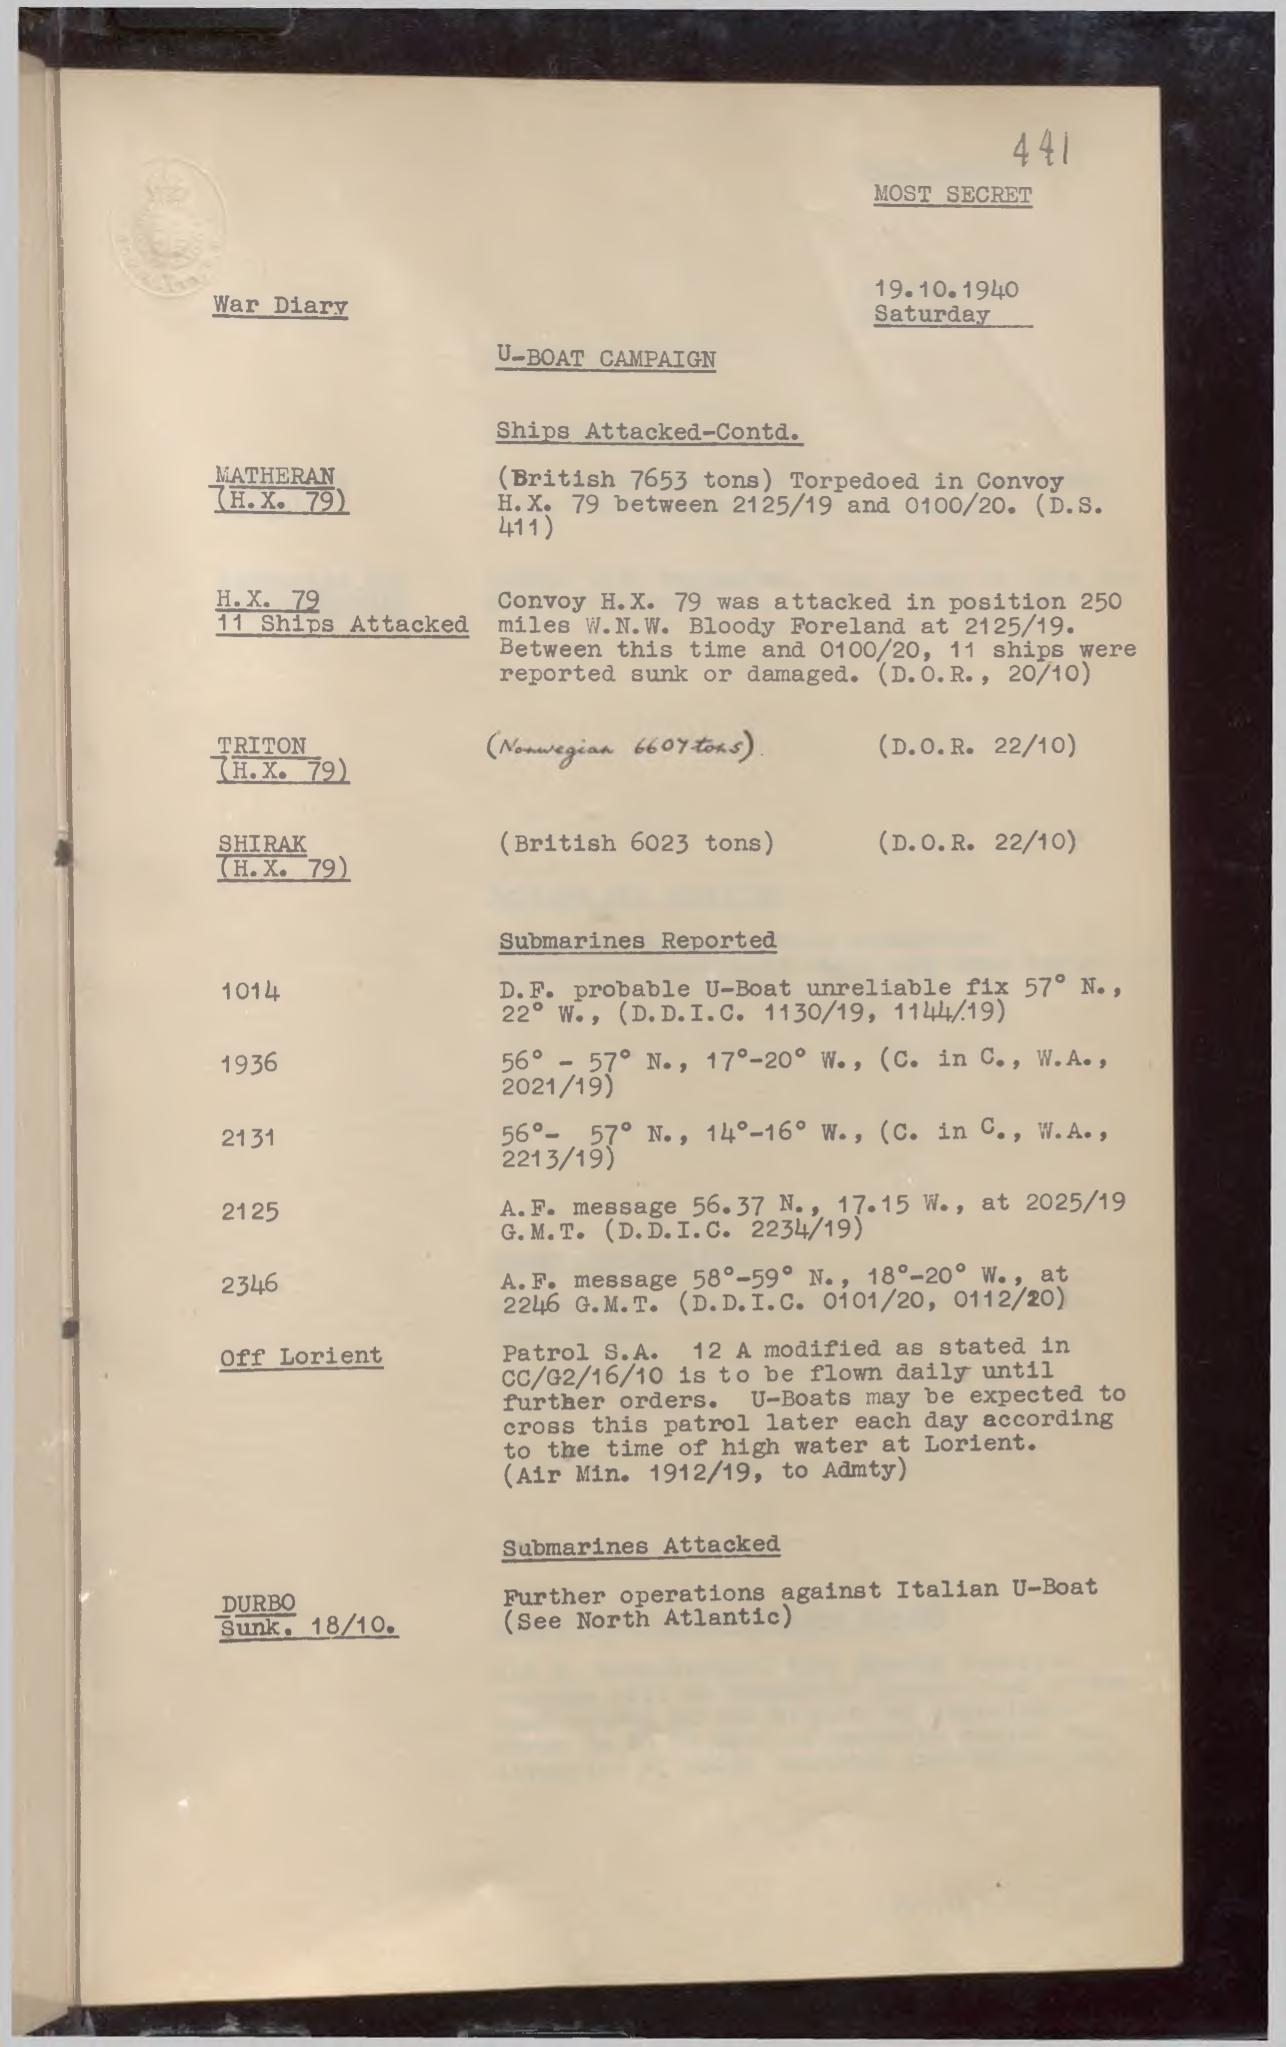 441
MOST SECRET
19.10.1940
War Diary
Saturday
U-BOAT CAMPAIGN
Ships Attacked-Contd.
MATHERAN (British 7653 tons) Torpedoed in Convoy
(H.X. 79) H.X. 79 between 2125/19 and 0100/20. (D.S.
411)
H.X. 79 Convoy H.X. 79 was attacked in position 250
11 Ships Attacked miles W.N.W. Bloody Foreland at 2125/19.
Between this time and 0100/20, 11 ships were
reported sunk or damaged. (D.O.R., 20/10)
TRITON (Norwegian 6607 tons). (D.O.R. 22/10)
(H.X. 79)
SHIRAK (British 6023 tons) (D.O.R. 22/10)
(H.X. 79)
Submarines Reported
1014 D.F. probable U-Boat unreliable fix 57° N.,
22° W., (D.D.I.C. 1130/19, 1144/19)
1936 56° - 57° N., 17°-20° W., (C. in C., W.A.,
2021/19)
2131 56°- 57° N., 14°-16° W., (C. in C., W.A.,
2213/19)
2125 A.F. message 56.37 N., 17.15 W., at 2025/19
G.M.T. (D.D.I.C. 2234/19)
2346 A.F. message 58°-59° N., 18°-20° W., at
2246 G.M.T. (D.D.I.C. 0101/20, 0112/20)
Off Lorient Patrol S.A. 12 A modified as stated in
CC/G2/16/10 is to be flown daily until
further orders. U-Boats may be expected to
cross this patrol later each day according
to the time of high water at Lorient.
(Air Min. 1912/19, to Admty)
Submarines Attacked
DURBO Further operations against Italian U-Boat
Sunk. 18/10. (See North Atlantic)